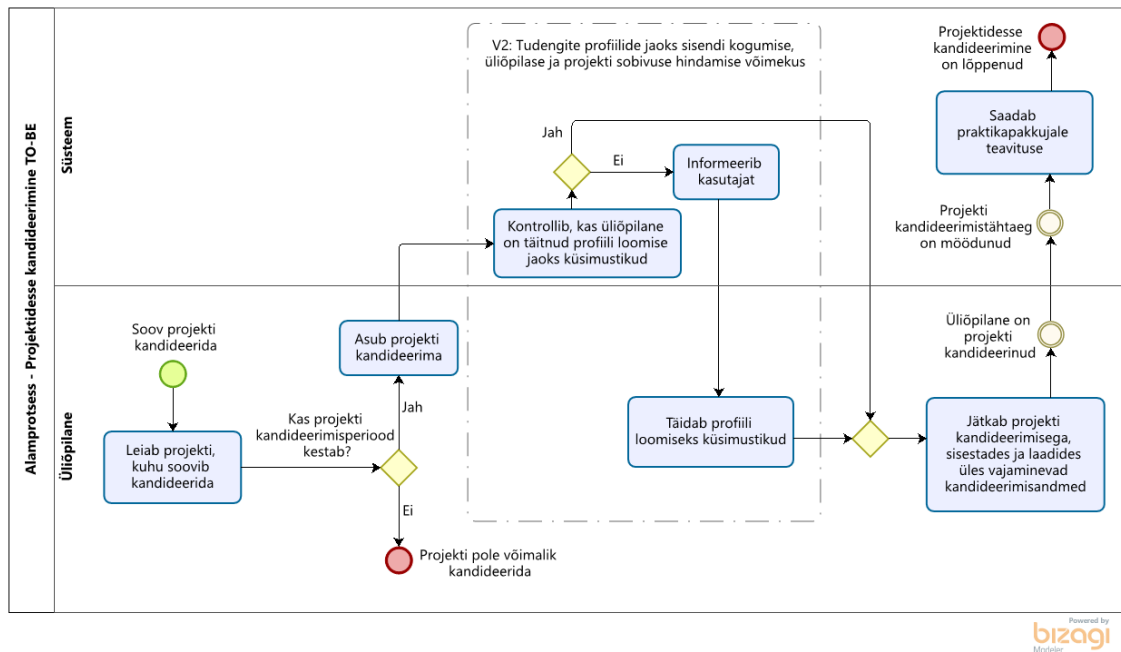 Alamprotsess - Projektidesse kandideerimine TO-BE
Süsteem
V2: Tudengite profiilide jaoks sisendi kogumise,
üliõpilase ja projekti sobivuse hindamise võimekus
Projektidesse
kandideerimine
on lõppenud
Saadab
praktikapakkujale
teavituse
Jah
Ei
Informeerib
kasutajat
Kontrollib, kas üliõpilane
on täitnud profiili loomise
jaoks küsimustikud
Projekti
kandideerimistähtaeg
on möödunud
Üliõpilane
Soov projekti
kandideerida
Leiab projekti,
kuhu soovib
kandideerida
Kas projekti
kandideerimisperiood
kestab?
Asub projekti
kandideerima
Jah
Ei
Projekti pole võimalik
kandideerida
Täidab profiili
loomiseks küsimustikud
Üliõpilane on
projekti
kandideerinud
Jätkab projekti
kandideerimisega,
sisestades ja laadides
üles vajaminevad
kandideerimisandmed
Powered by
bizagi
Modeler